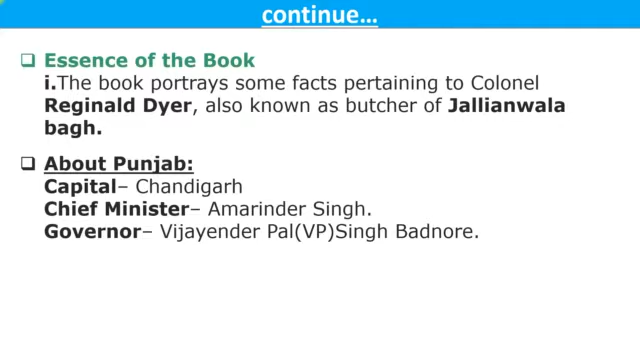 continue…
❑ Essence of the Book
i.The book portrays some facts pertaining to Colonel
Reginald Dyer, also known as butcher of Jallianwala
bagh.
❑ About Punjab:
Capital– Chandigarh
Chief Minister– Amarinder Singh.
Governor– Vijayender Pal(VP)Singh Badnore.